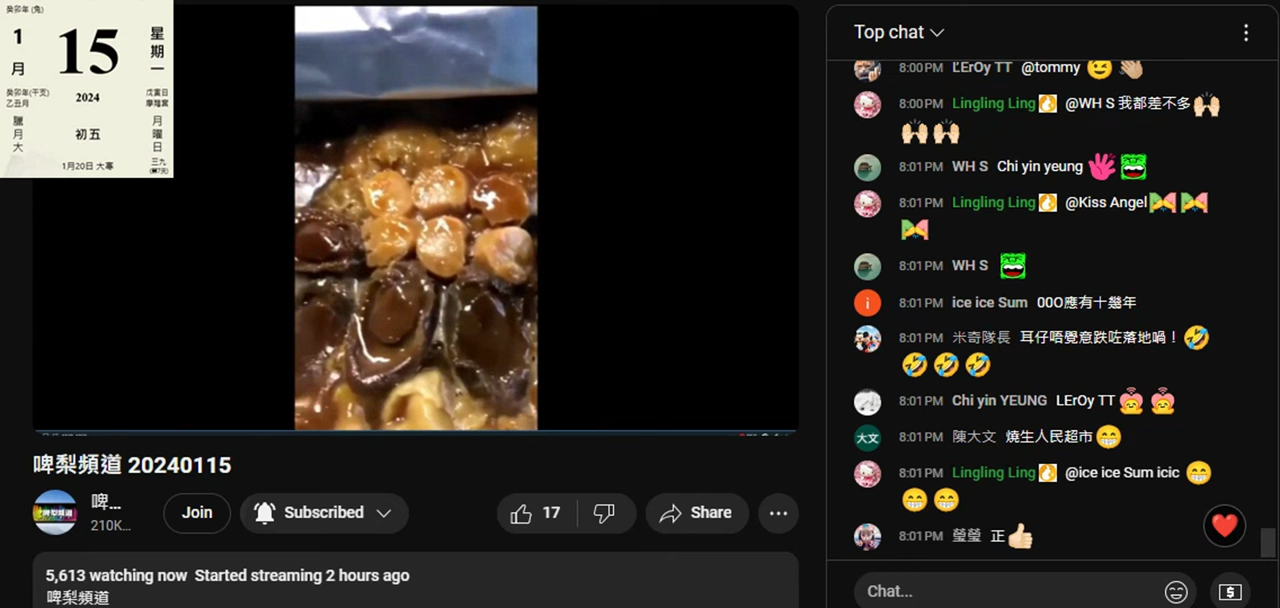 癸卯年 (兔)
1
月
15
星
期
一
癸卯年(干支)
乙丑月
2024
戊寅日
臘
月
大
初五
月
曜
日
1月20日 大寒
三九
Top chat
8:00 PM LErOy TT @tommy
8:00 PM Lingling Ling @WH S 我都差不多
8:01 PM WH S Chi yin yeung
8:01 PM Lingling Ling @Kiss Angel
8:01 PM WH S
i 8:01 PM ice ice Sum 00O應有十幾年
8:01 PM 米奇隊長 耳仔唔覺意跌咗落地喎！
8:01 PM Chi yin YEUNG LErOy TT
大文 8:01 PM 陳大文 燒生人民超市
8:01 PM Lingling Ling @ice ice Sum icic
8:01 PM 瑩瑩 正
啤梨頻道 20240115
啤梨頻道
啤...
210K...
Join
Subscribed
17
Share
5,613 watching now Started streaming 2 hours ago
啤梨頻道
Chat...
$